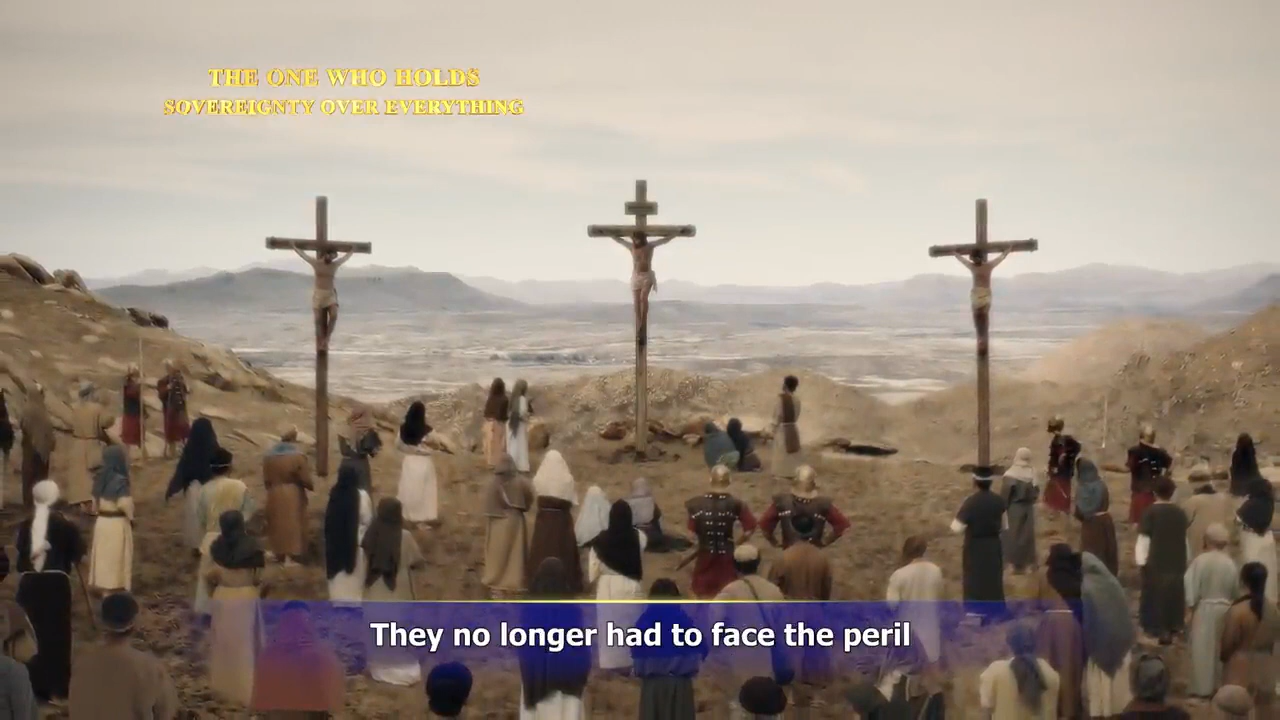 THE ONE WHO HOLDS
SOVEREIGNTY OVER EVERYTHING
They no longer had to face the peril